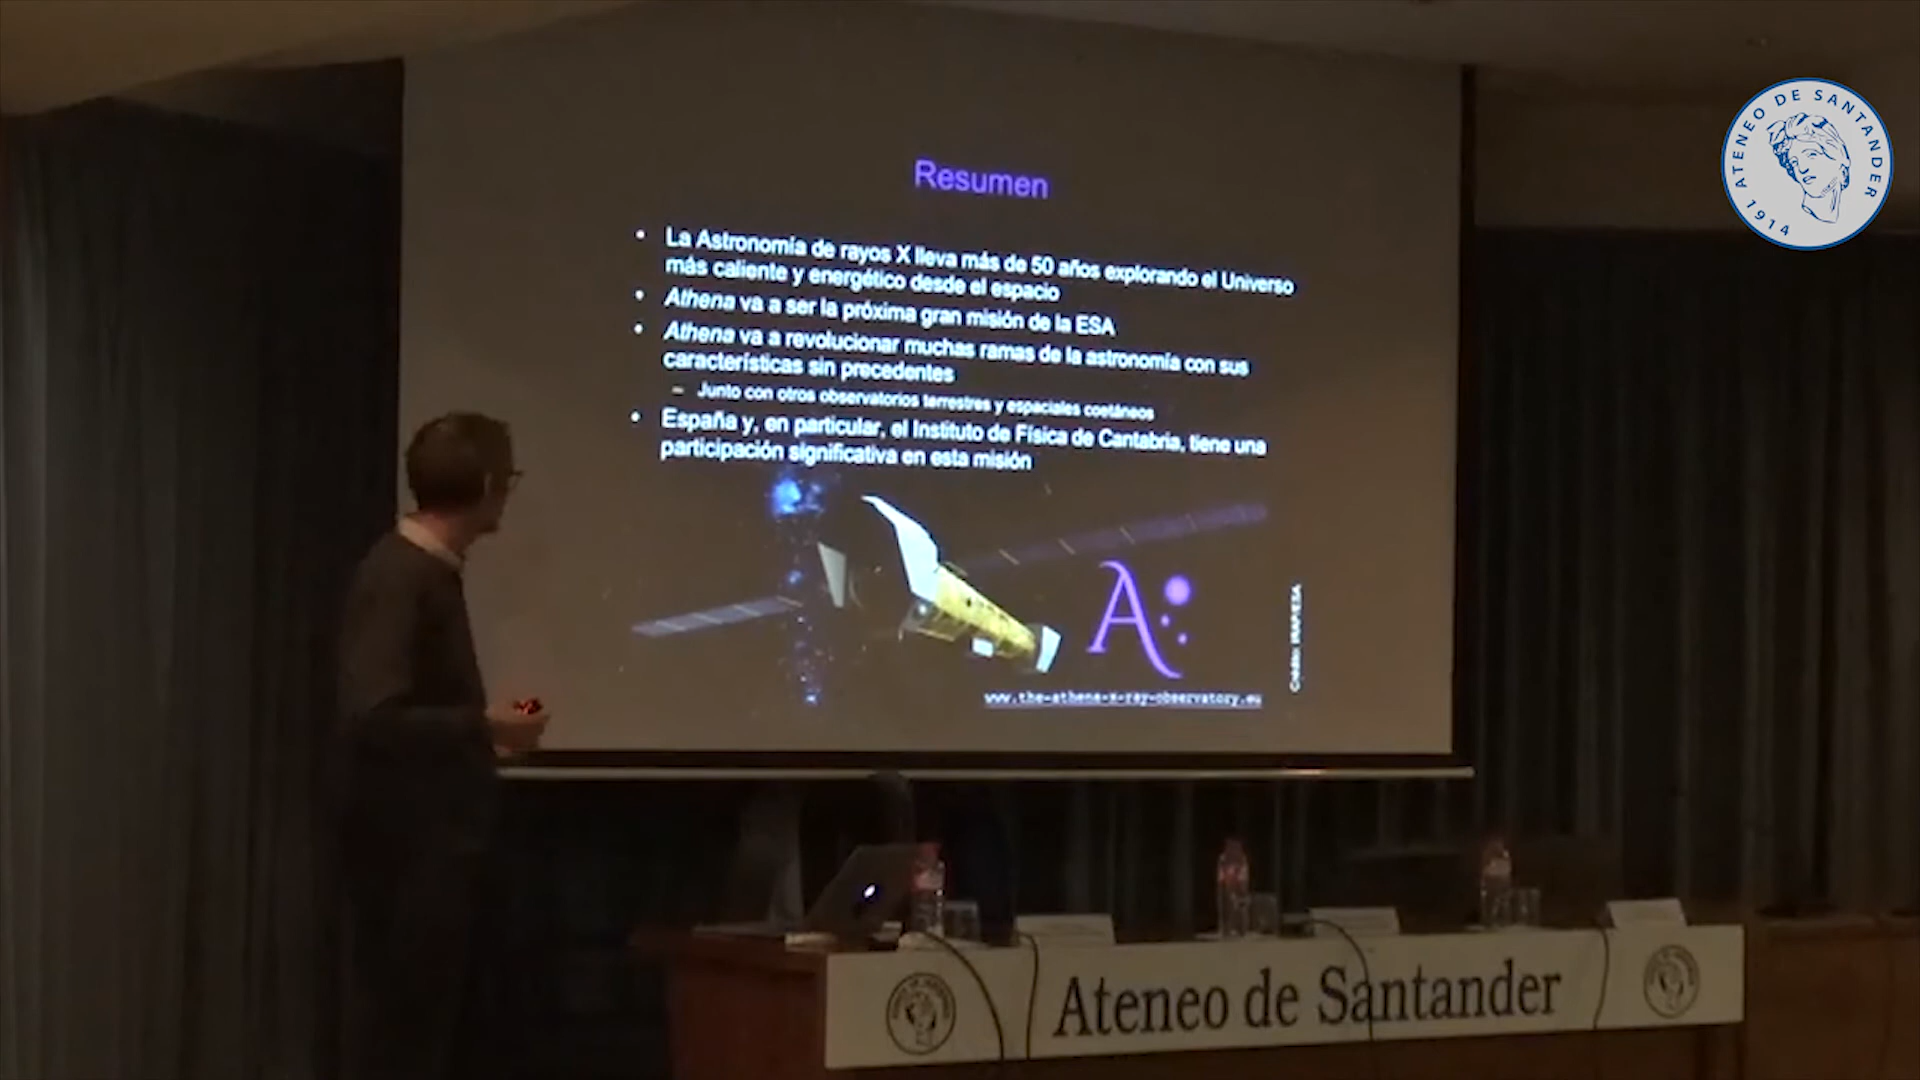 ATENEO DE SANTANDER
1914
Resumen
• La Astronomía de rayos X lleva más de 50 años explorando el Universo
más caliente y energético desde el espacio
• Athena va a ser la próxima gran misión de la ESA
• Athena va a revolucionar muchas ramas de la astronomía con sus
características sin precedentes
– Junto con otros observatorios terrestres y espaciales coetáneos
• España y, en particular, el Instituto de Física de Cantabria, tiene una
participación significativa en esta misión
A
www.the-athena-x-ray-observatory.eu
Crédito: IRAP/ESA
Ateneo de Santander